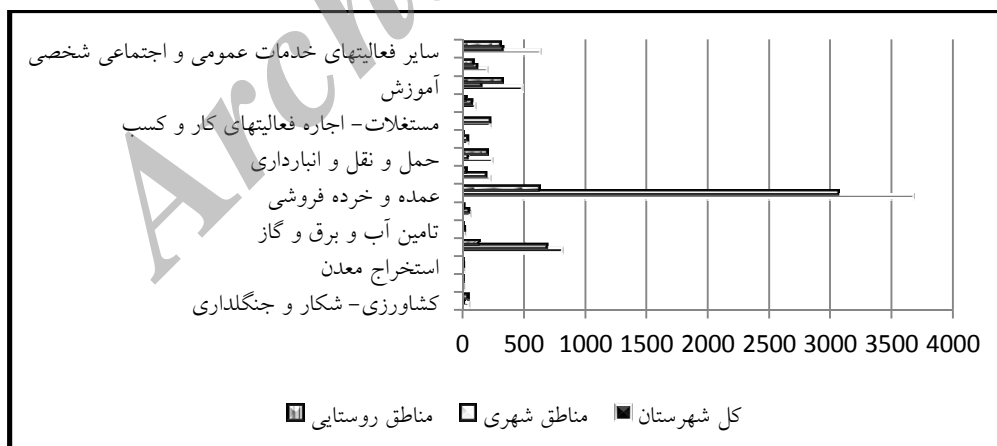 Archive
سایر فعالیتهای خدمات عمومی و اجتماعی شخصی
آموزش
مستغلات- اجاره فعالیتهای کار و کسب
حمل و نقل و انبارداری
عمده و خرده فروشی
تامین آب و برق و گاز
استخراج معدن
کشاورزی- شکار و جنگلداری
0 500 1000 1500 2000 2500 3000 3500 4000
کل شهرستان مناطق شهری مناطق روستایی